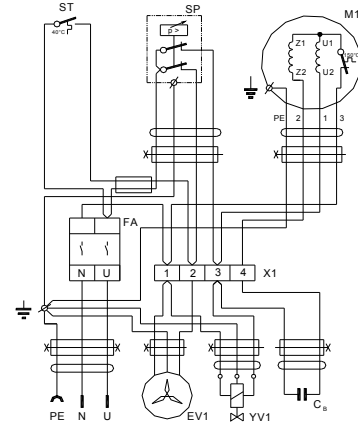 ST
SP
M1
40°C
P >
Z1 U1
150°C
Z2 U2
PE 2 1 3
FA
N U
1 2 3 4 X1
PE N U
EV1
YV1
C B